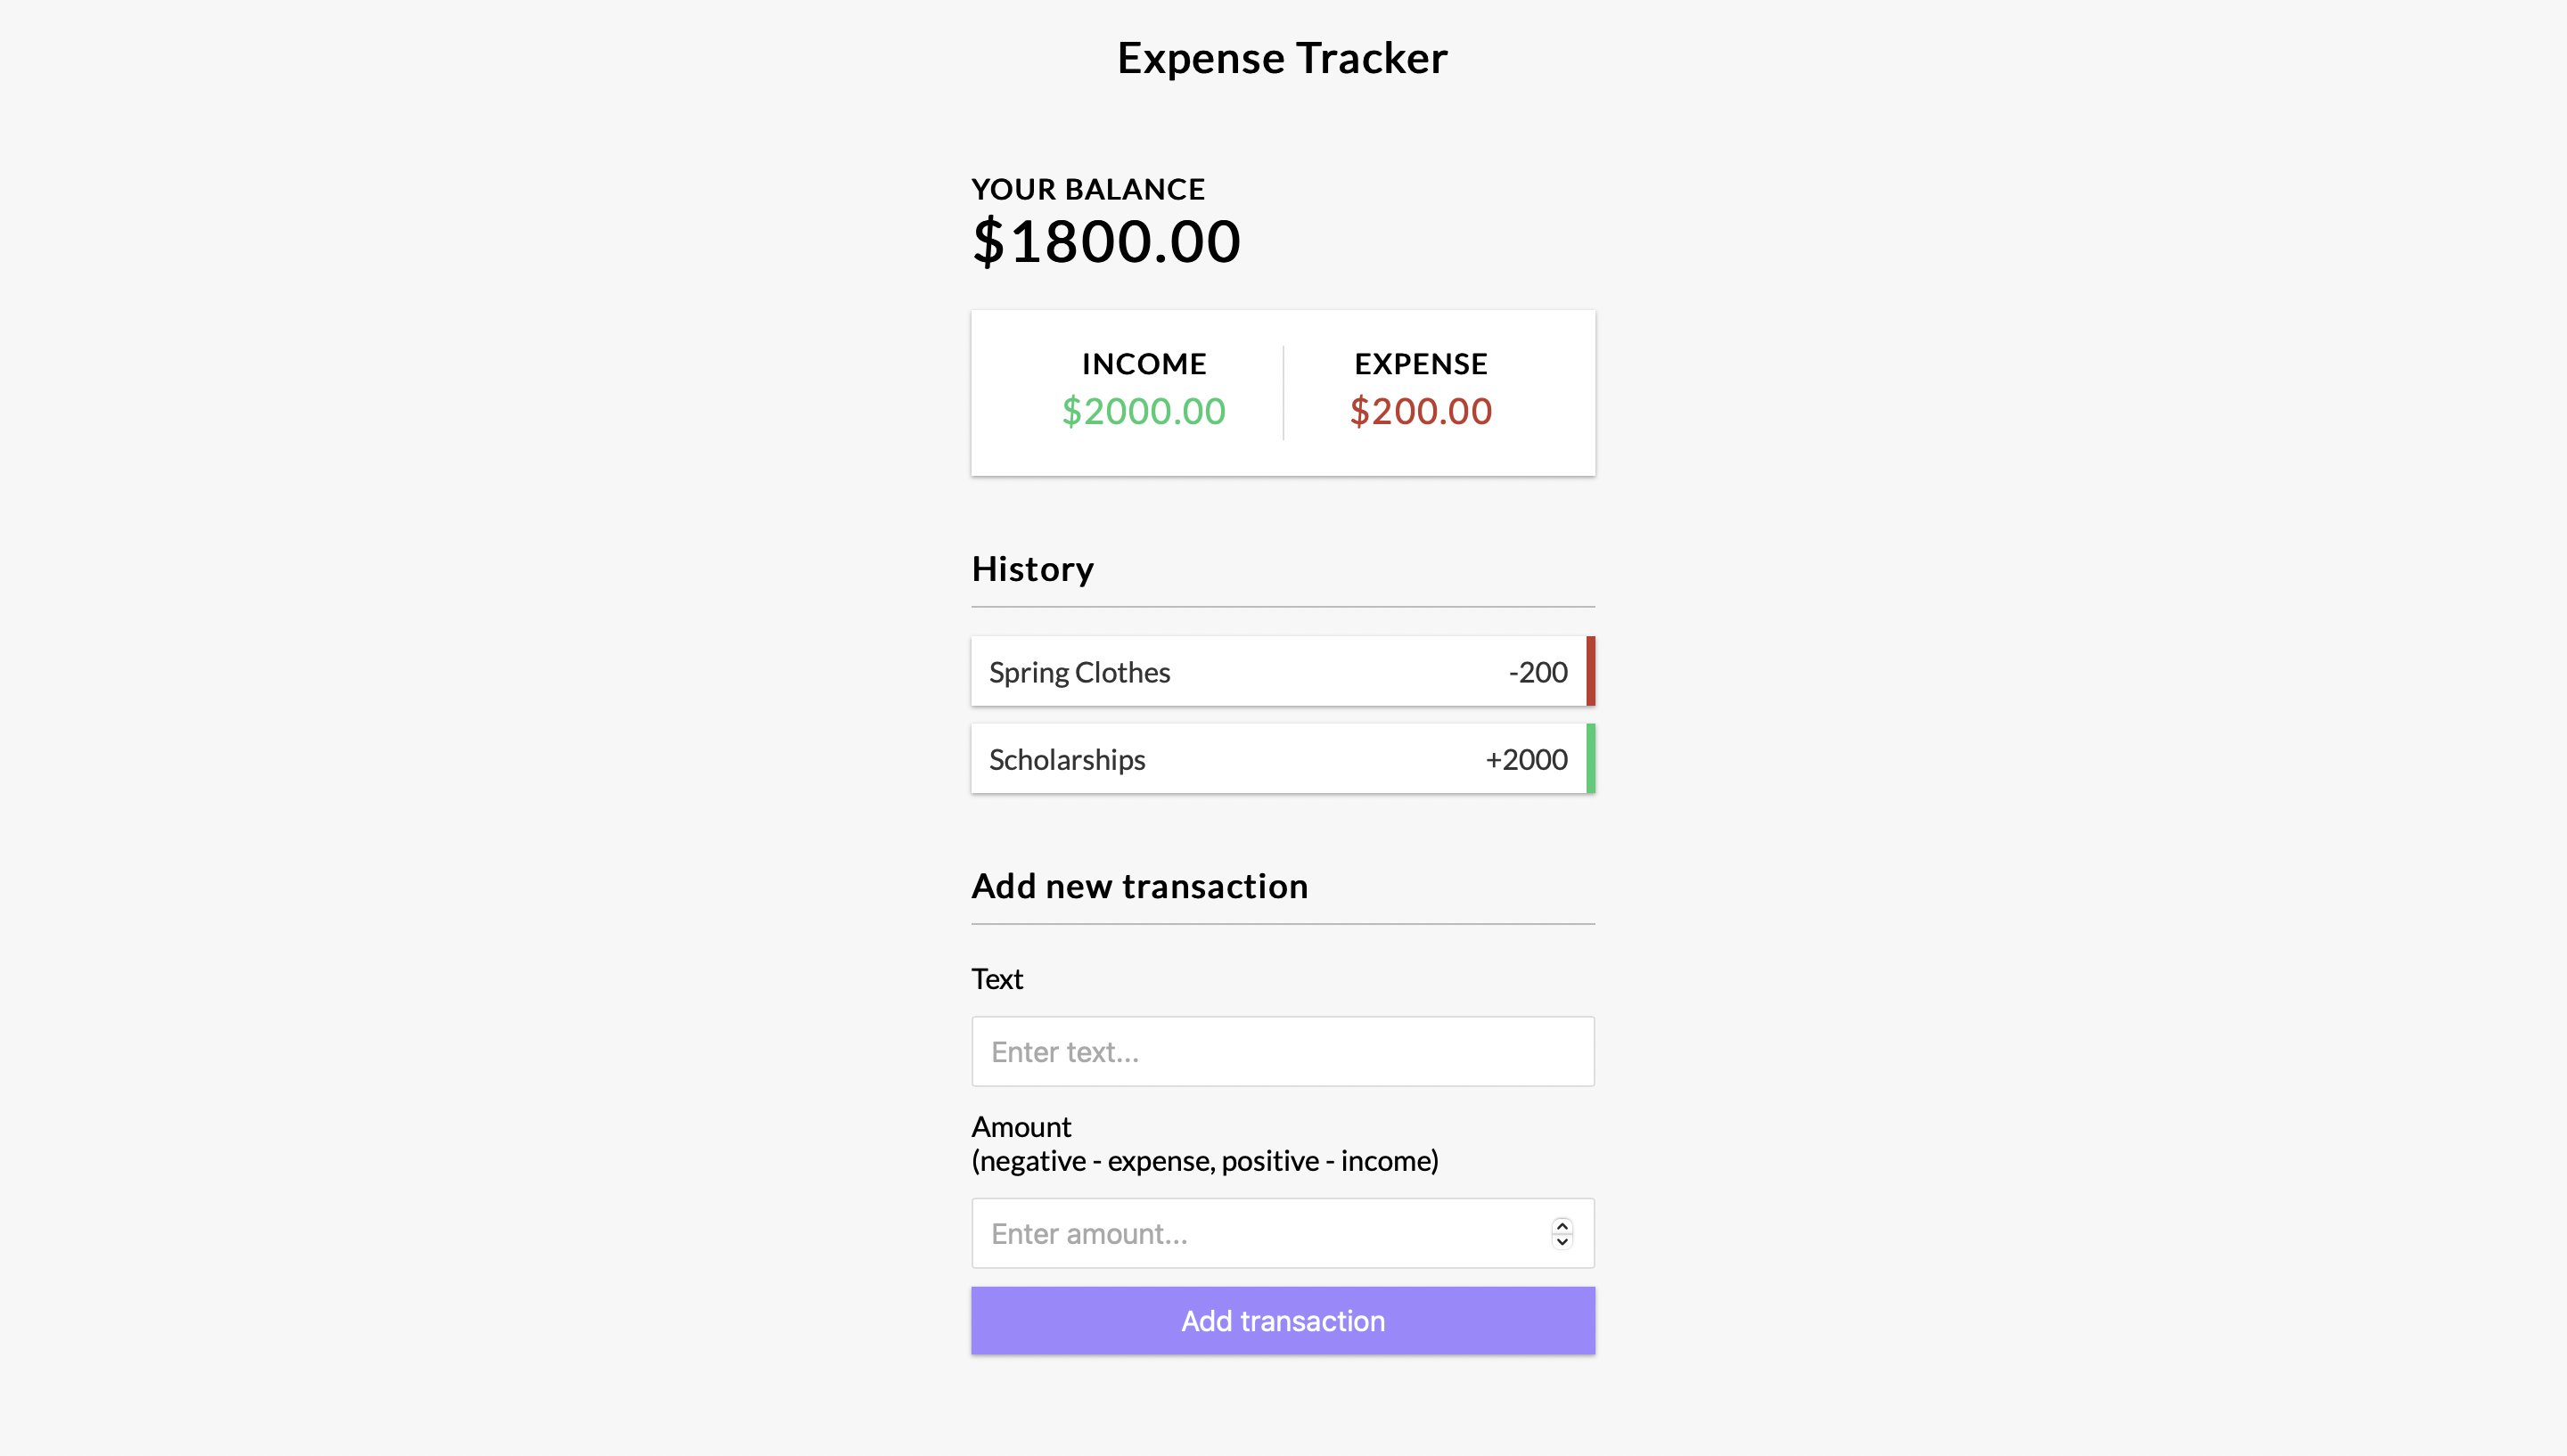 Expense Tracker
YOUR BALANCE
$1800.00
INCOME
$2000.00
EXPENSE
$200.00
History
Spring Clothes -200
Scholarships +2000
Add new transaction
Text
Enter text...
Amount
(negative - expense, positive - income)
Enter amount...
Add transaction